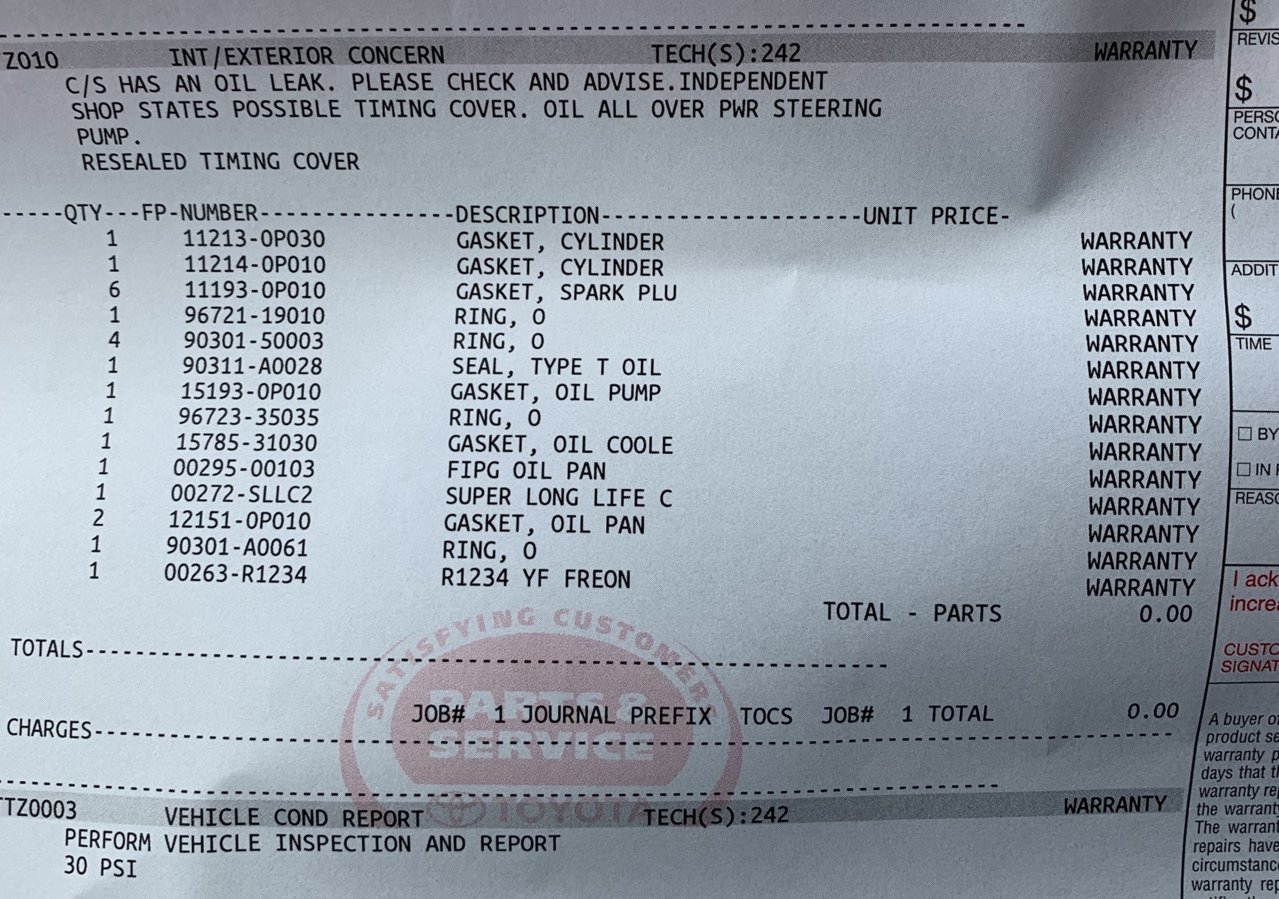 TZ010 INT/EXTERIOR CONCERN TECH(S):242 WARRANTY
C/S HAS AN OIL LEAK. PLEASE CHECK AND ADVISE.INDEPENDENT
SHOP STATES POSSIBLE TIMING COVER. OIL ALL OVER PWR STEERING
PUMP.
RESEALED TIMING COVER
-----QTY---FP-NUMBER--------------DESCRIPTION-------------------UNIT PRICE-
1 11213-0P030 GASKET, CYLINDER WARRANTY
1 11214-0P010 GASKET, CYLINDER WARRANTY
6 11193-0P010 GASKET, SPARK PLU WARRANTY
1 96721-19010 RING, O WARRANTY
4 90301-50003 RING, O WARRANTY
1 90311-A0028 SEAL, TYPE T OIL WARRANTY
1 15193-0P010 GASKET, OIL PUMP WARRANTY
1 96723-35035 RING, O WARRANTY
1 15785-31030 GASKET, OIL COOLE WARRANTY
1 00295-00103 FIPG OIL PAN WARRANTY
1 00272-SLLC2 SUPER LONG LIFE C WARRANTY
2 12151-0P010 GASKET, OIL PAN WARRANTY
1 90301-A0061 RING, O WARRANTY
1 00263-R1234 R1234 YF FREON WARRANTY
TOTAL - PARTS 0.00
TOTALS
SATISFYING CUSTOMERS
PARTS &
SERVICE
TOYOTA
JOB# 1 JOURNAL PREFIX TOCS JOB# 1 TOTAL 0.00
CHARGES
TZ0003 VEHICLE COND REPORT TECH(S):242 WARRANTY
PERFORM VEHICLE INSPECTION AND REPORT
30 PSI
$
REVIS
$
PERSO
CONTA
PHONE
(
ADDIT
$
TIME
BY
IN
REASO
I ack
increa
CUSTO
SIGNAT
A buyer of
product se
warranty p
days that th
warranty rep
the warranty
The warrant
repairs have
circumstance
warranty rep